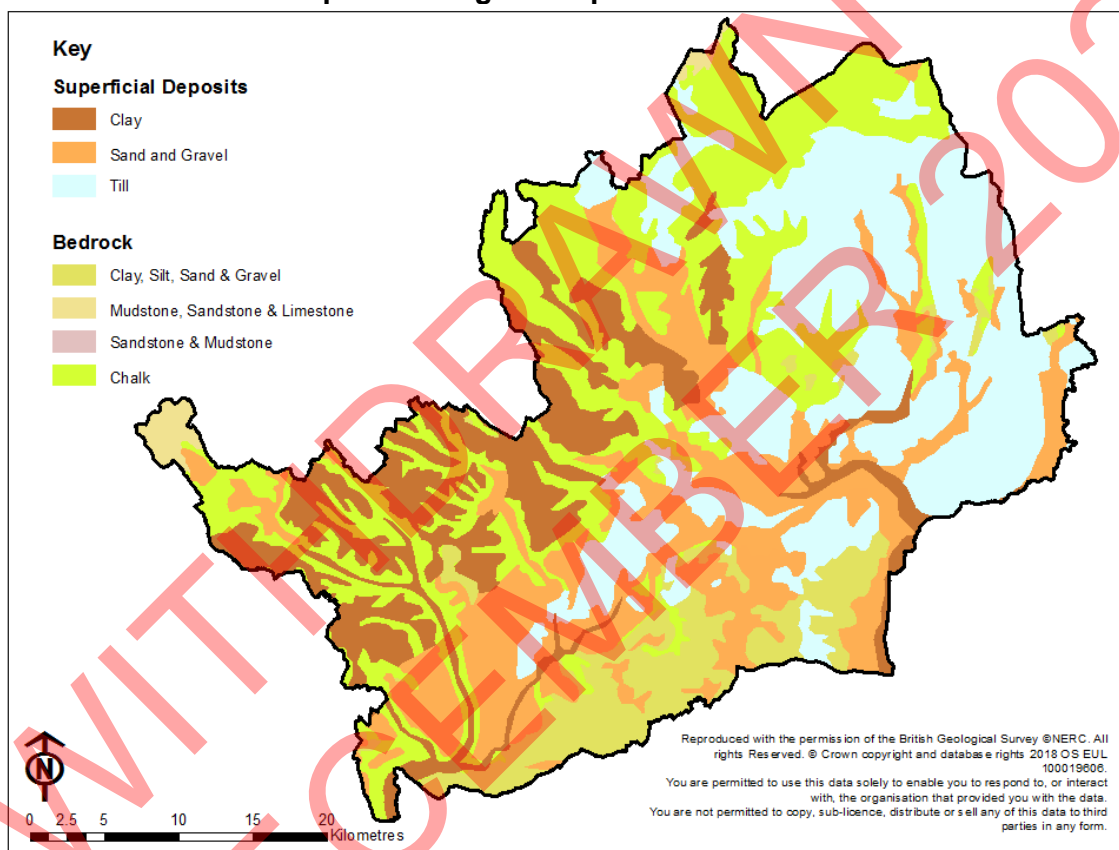 Key
Superficial Deposits
Clay
Sand and Gravel
Till
Bedrock
Clay, Silt, Sand & Gravel
Mudstone, Sandstone & Limestone
Sandstone & Mudstone
Chalk
WITHDRAWN
EMBER 202
N
0 2.5 5 10 15 20
Kilometres
Reproduced with the permission of the British Geological Survey ©NERC. All
rights Reserved. © Crown copyright and database rights 2018 OS EUL
100019606.
You are permitted to use this data solely to enable you to respond to, or interact
with, the organisation that provided you with the data.
You are not permitted to copy, sub-licence, distribute or sell any of this data to third
parties in any form.